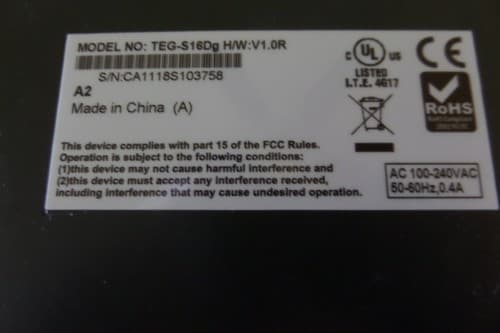 MODEL NO: TEG-S16Dg H/W:V1.0R
S/N:CA1118S103758
A2
Made in China (A)
C UL US
LISTED
I.T.E. 4617
CE
RoHS
This device complies with part 15 of the FCC Rules.
Operation is subject to the following conditions:
(1)this device may not cause harmful interference and
(2)this device must accept any interference received,
including interference that may cause undesired operation.
AC 100-240VAC
50-60Hz,0.4A